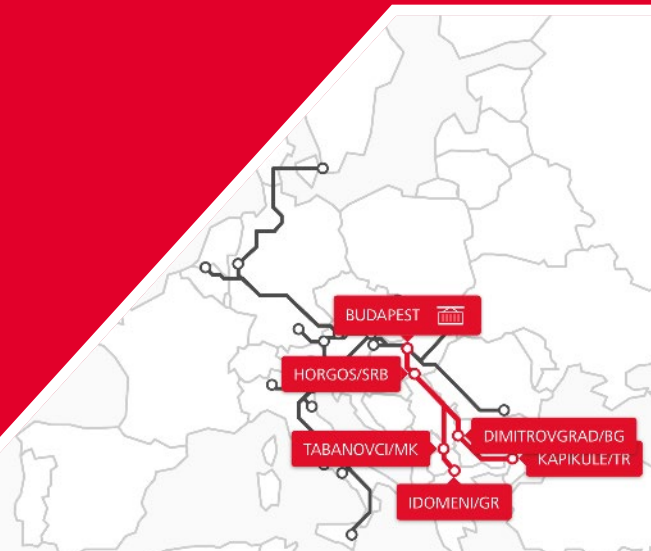 BUDAPEST
HORGOS/SRB
DIMITROVGRAD/BG
TABANOVCI/MK
KAPIKULE/TR
IDOMENI/GR